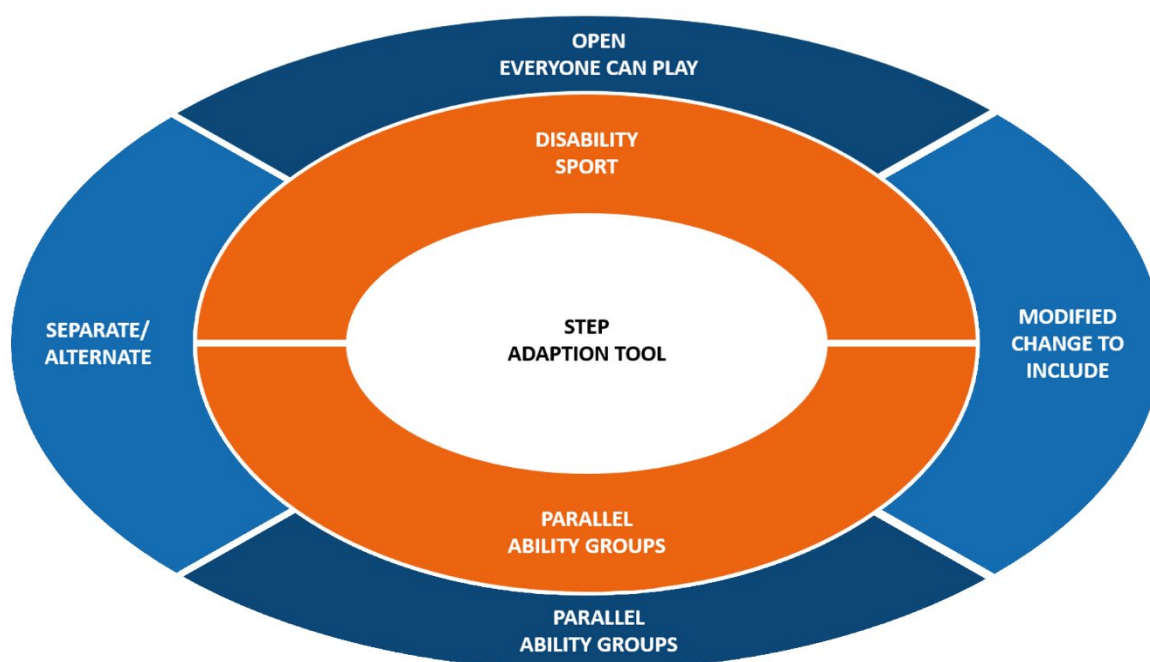 OPEN
EVERYONE CAN PLAY
DISABILITY
SPORT
SEPARATE/
ALTERNATE
STEP
ADAPTION TOOL
MODIFIED
CHANGE TO
INCLUDE
PARALLEL
ABILITY GROUPS
PARALLEL
ABILITY GROUPS